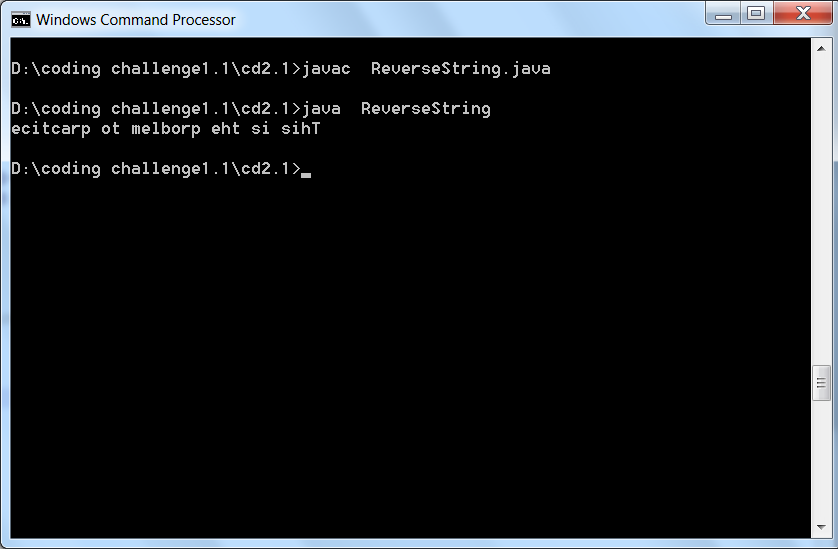 Windows Command Processor
D:\coding challenge1.1\cd2.1>javac  ReverseString.java
D:\coding challenge1.1\cd2.1>java  ReverseString
ecitcarp ot melborp eht si sihT
D:\coding challenge1.1\cd2.1>_